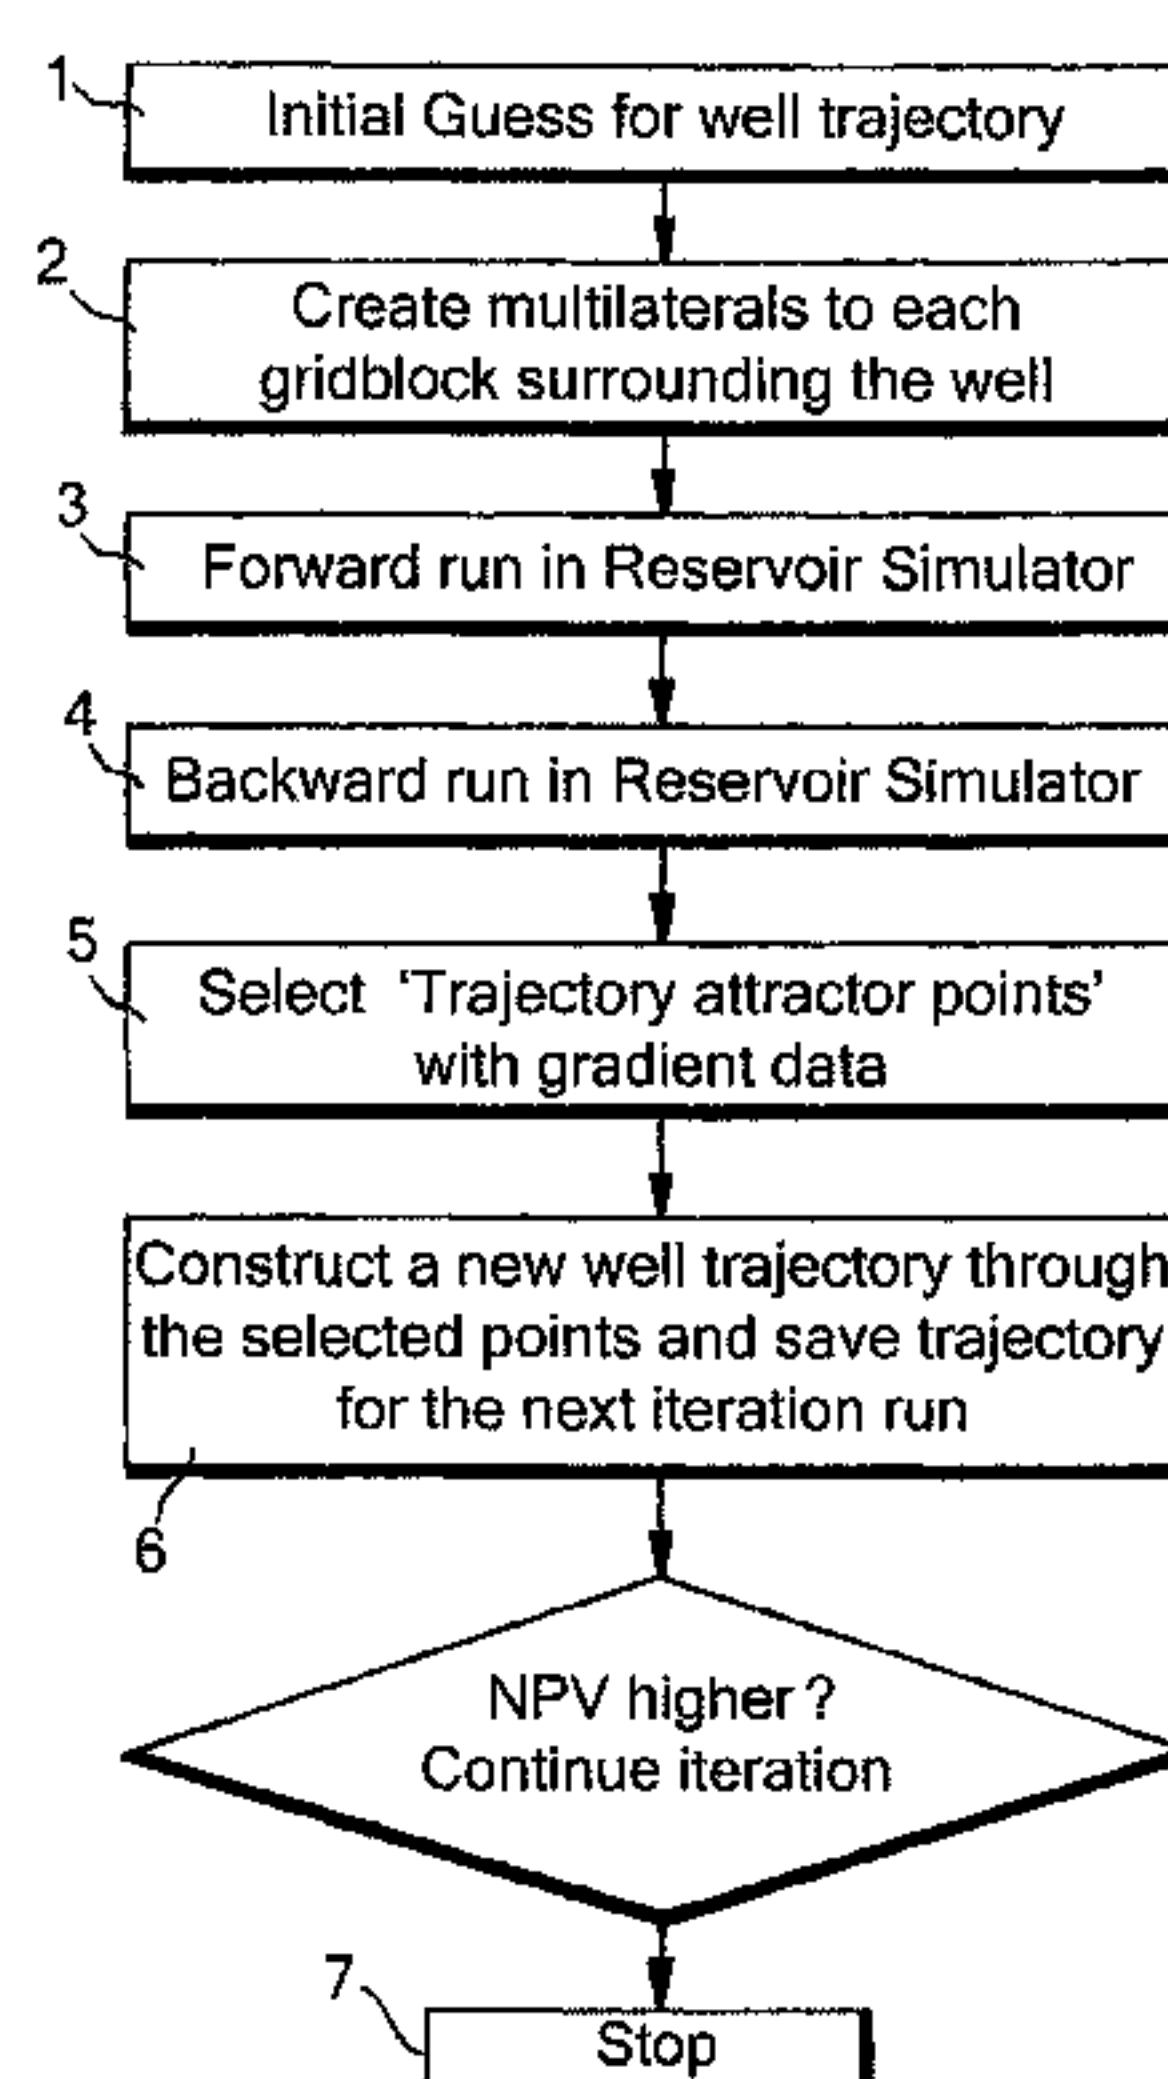 1
Initial Guess for well trajectory
2
Create multilaterals to each
gridblock surrounding the well
3
Forward run in Reservoir Simulator
4
Backward run in Reservoir Simulator
5
Select 'Trajectory attractor points'
with gradient data
Construct a new well trajectory through
the selected points and save trajectory
for the next iteration run
6
NPV higher ?
Continue iteration
7
Stop